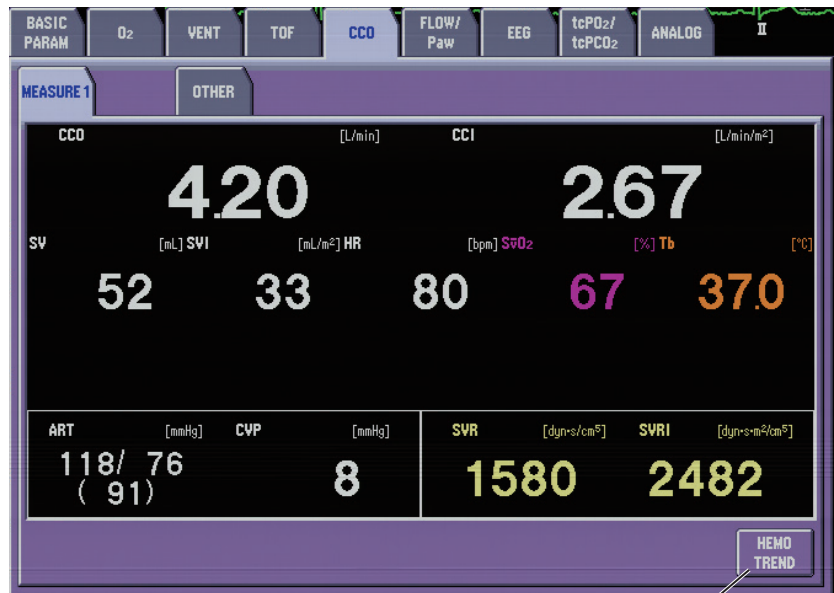 BASIC PARAM
O2
VENT
TOF
CCO
FLOW/ Paw
EEG
tcPO2/ tcPCO2
ANALOG
II
MEASURE 1
OTHER
CCO [L/min] CCI [L/min/m²]
4.20 2.67
SV [mL] SVI [mL/m²] HR [bpm] Sv̄O2 [%] Tb [°C]
52 33 80 67 37.0
ART [mmHg] CVP [mmHg] SVR [dyn·s/cm⁵] SVRI [dyn·s·m²/cm⁵]
118/ 76 8 1580 2482
( 91)
HEMO
TREND